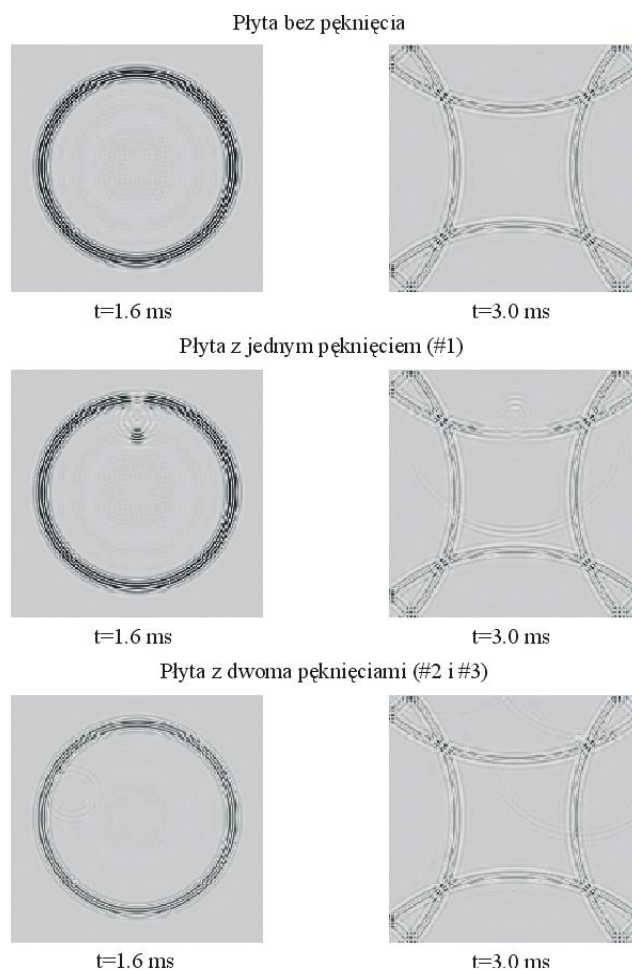 Płyta bez pęknięcia
t=1.6 ms t=3.0 ms
Płyta z jednym pęknięciem (#1)
t=1.6 ms t=3.0 ms
Płyta z dwoma pęknięciami (#2 i #3)
t=1.6 ms t=3.0 ms